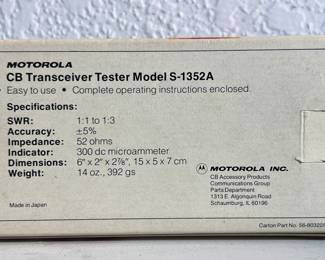 MOTOROLA
CB Transceiver Tester Model S-1352A
Easy to use • Complete operating instructions enclosed.
Specifications:
SWR: 1:1 to 1:3
Accuracy: ±5%
Impedance: 52 ohms
Indicator: 300 dc microammeter
Dimensions: 6" x 2" x 2⅞", 15 x 5 x 7 cm
Weight: 14 oz., 392 gs
MOTOROLA INC.
CB Accessory Products
Communications Group
Parts Department
1313 E. Algonquin Road
Schaumburg, IL 60196
Made in Japan
Carton Part No.